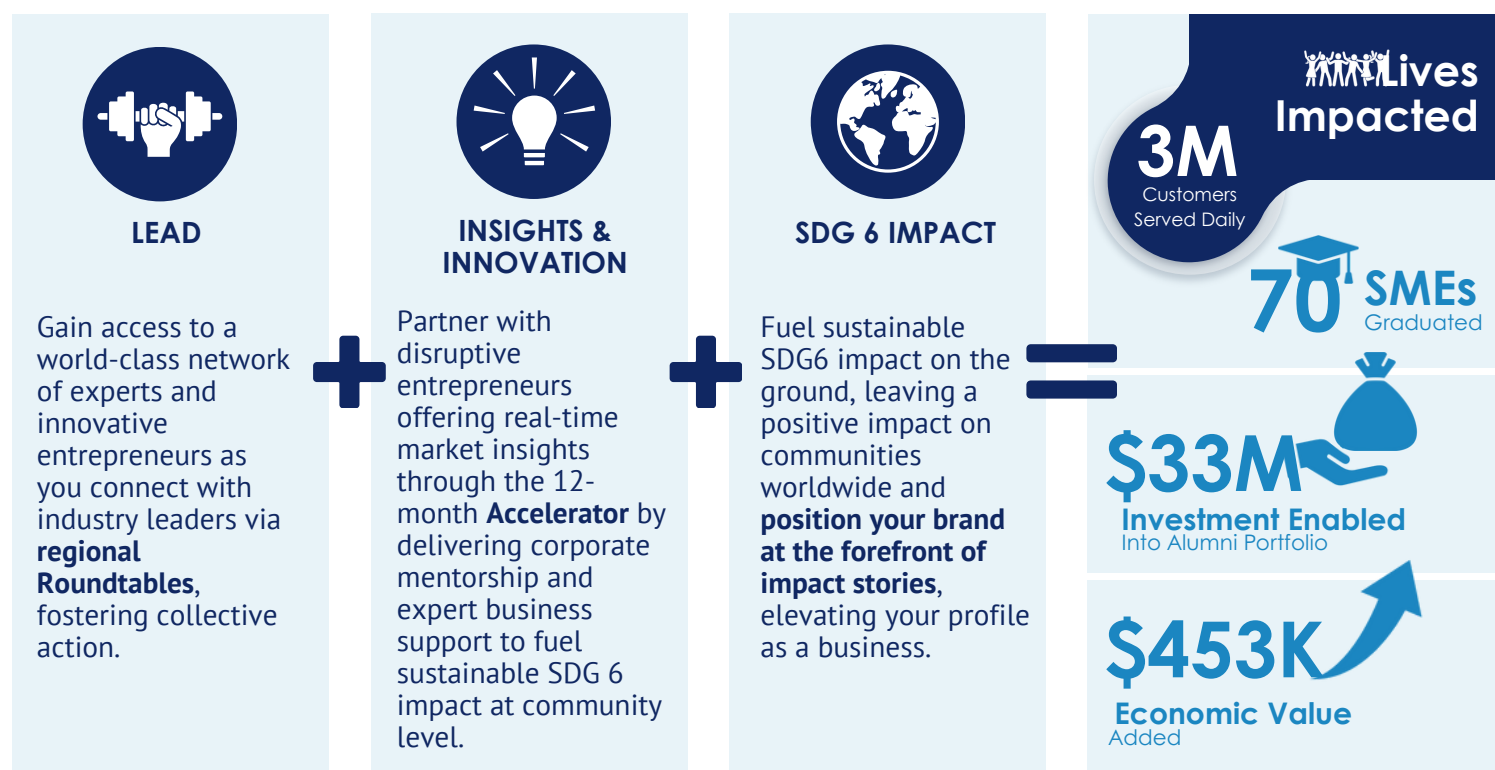 LEAD
Gain access to a
world-class network
of experts and
innovative
entrepreneurs as
you connect with
industry leaders via
regional
Roundtables,
fostering collective
action.
INSIGHTS &
INNOVATION
Partner with
disruptive
entrepreneurs
offering real-time
market insights
through the 12-
month Accelerator by
delivering corporate
mentorship and
expert business
support to fuel
sustainable SDG 6
impact at community
level.
SDG 6 IMPACT
Fuel sustainable
SDG6 impact on the
ground, leaving a
positive impact on
communities
worldwide and
position your brand
at the forefront of
impact stories,
elevating your profile
as a business.
Lives
Impacted
3M
Customers
Served Daily
70 SMEs
Graduated
$33M
Investment Enabled
Into Alumni Portfolio
$453K
Economic Value
Added